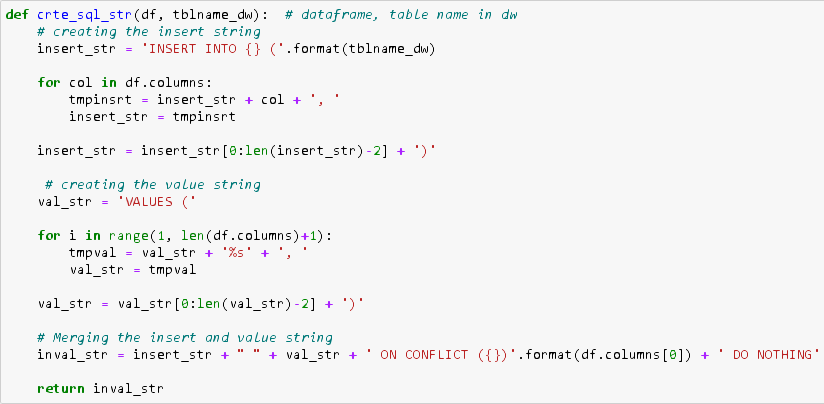 def crte_sql_str(df, tblname_dw):  # dataframe, table name in dw
    # creating the insert string
    insert_str = 'INSERT INTO {} ('.format(tblname_dw)

    for col in df.columns:
        tmpinsrt = insert_str + col + ', '
        insert_str = tmpinsrt

    insert_str = insert_str[0:len(insert_str)-2] + ')'

     # creating the value string
    val_str = 'VALUES ('

    for i in range(1, len(df.columns)+1):
        tmpval = val_str + '%s' + ', '
        val_str = tmpval

    val_str = val_str[0:len(val_str)-2] + ')'

    # Merging the insert and value string
    inval_str = insert_str + " " + val_str + ' ON CONFLICT ({})'.format(df.columns[0]) + ' DO NOTHING'

    return inval_str